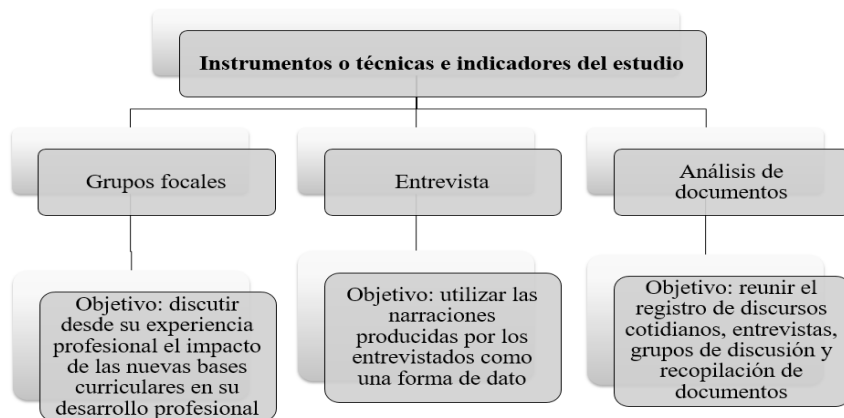 Instrumentos o técnicas e indicadores del estudio
Grupos focales
Entrevista
Análisis de
documentos
Objetivo: discutir
desde su experiencia
profesional el impacto
de las nuevas bases
curriculares en su
desarrollo profesional
Objetivo: utilizar las
narraciones
producidas por los
entrevistados como
una forma de dato
Objetivo: reunir el
registro de discursos
cotidianos, entrevistas,
grupos de discusión y
recopilación de
documentos